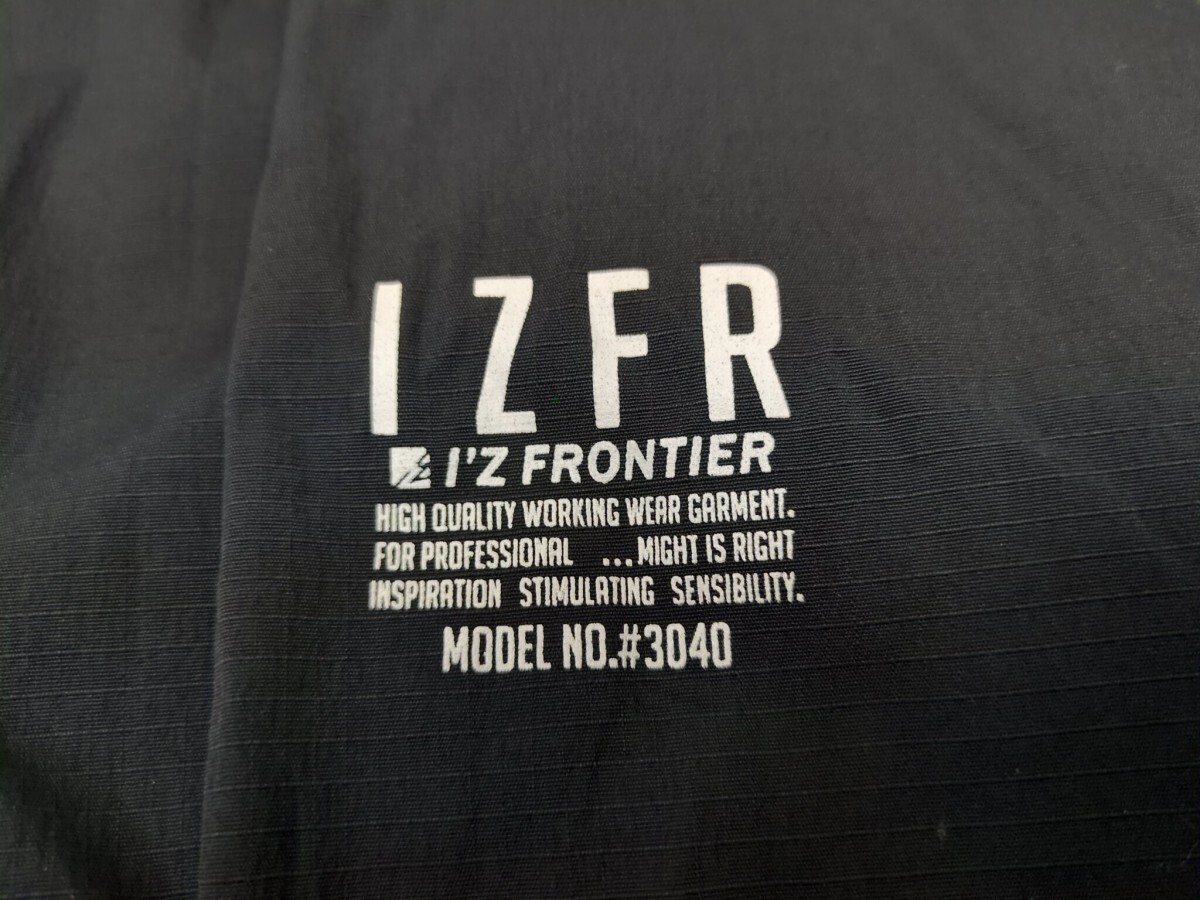 IZFR
I'Z FRONTIER
HIGH QUALITY WORKING WEAR GARMENT.
FOR PROFESSIONAL ...MIGHT IS RIGHT
INSPIRATION STIMULATING SENSIBILITY.
MODEL NO.#3040